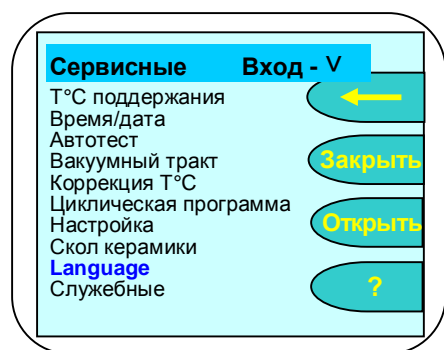 Сервисные Вход - V
Т°С поддержания
Время/дата
Автотест
Вакуумный тракт
Закрыть
Коррекция Т°С
Циклическая программа
Настройка
Открыть
Скол керамики
Language
Служебные
?